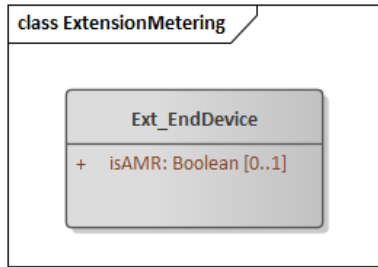 class ExtensionMetering
Ext_EndDevice
+ isAMR: Boolean [0..1]